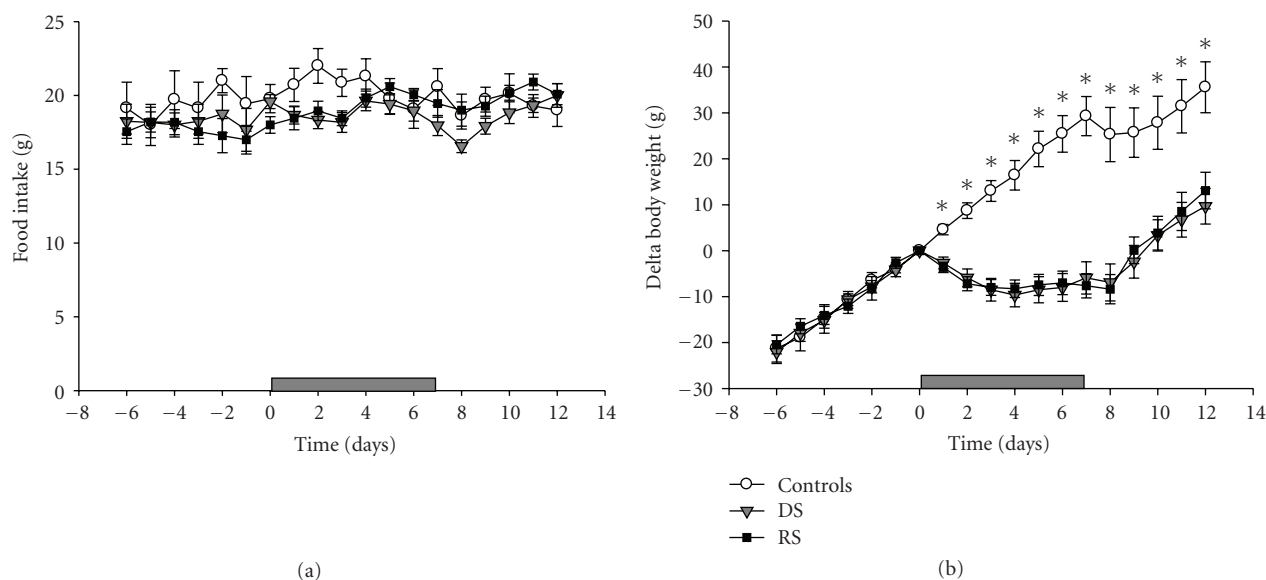 25
20
15
10
5
0
Food intake (g)
−8 −6 −4 −2 0 2 4 6 8 10 12 14
Time (days)
(a)
50
40
30
20
10
0
−10
−20
−30
Delta body weight (g)
* * * * * * * * * * * *
−8 −6 −4 −2 0 2 4 6 8 10 12 14
Time (days)
Controls
DS
RS
(b)